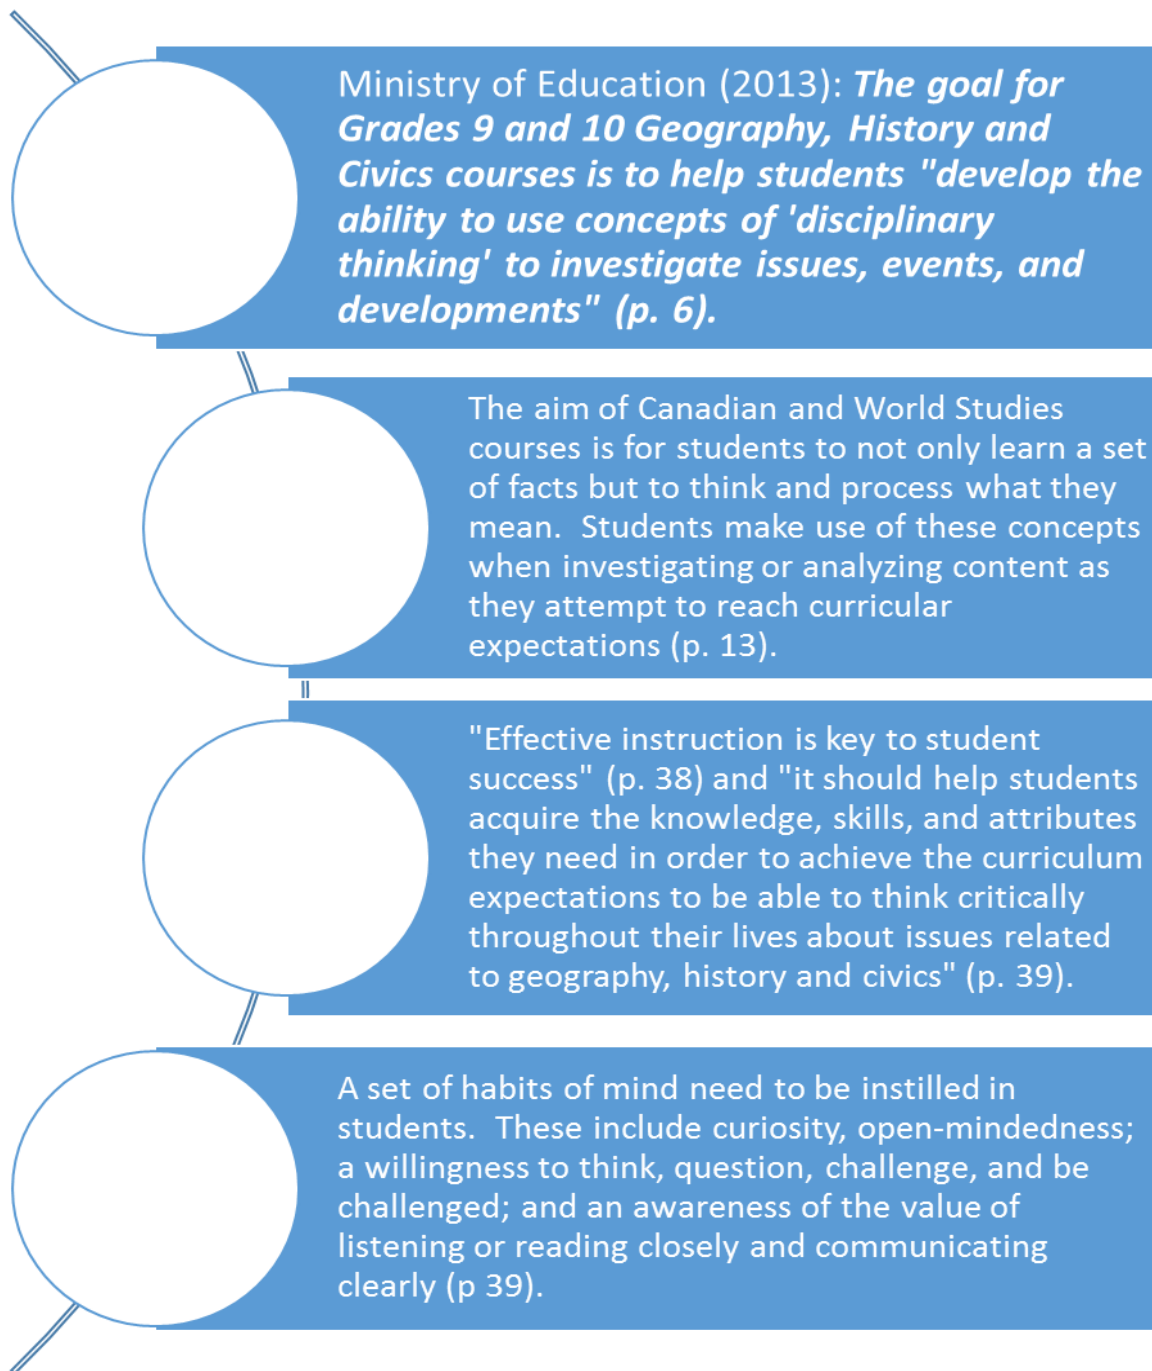 Ministry of Education (2013): The goal for
Grades 9 and 10 Geography, History and
Civics courses is to help students "develop the
ability to use concepts of 'disciplinary
thinking' to investigate issues, events, and
developments" (p. 6).
The aim of Canadian and World Studies
courses is for students to not only learn a set
of facts but to think and process what they
mean.  Students make use of these concepts
when investigating or analyzing content as
they attempt to reach curricular
expectations (p. 13).
"Effective instruction is key to student
success" (p. 38) and "it should help students
acquire the knowledge, skills, and attributes
they need in order to achieve the curriculum
expectations to be able to think critically
throughout their lives about issues related
to geography, history and civics" (p. 39).
A set of habits of mind need to be instilled in
students.  These include curiosity, open-mindedness;
a willingness to think, question, challenge, and be
challenged; and an awareness of the value of
listening or reading closely and communicating
clearly (p 39).